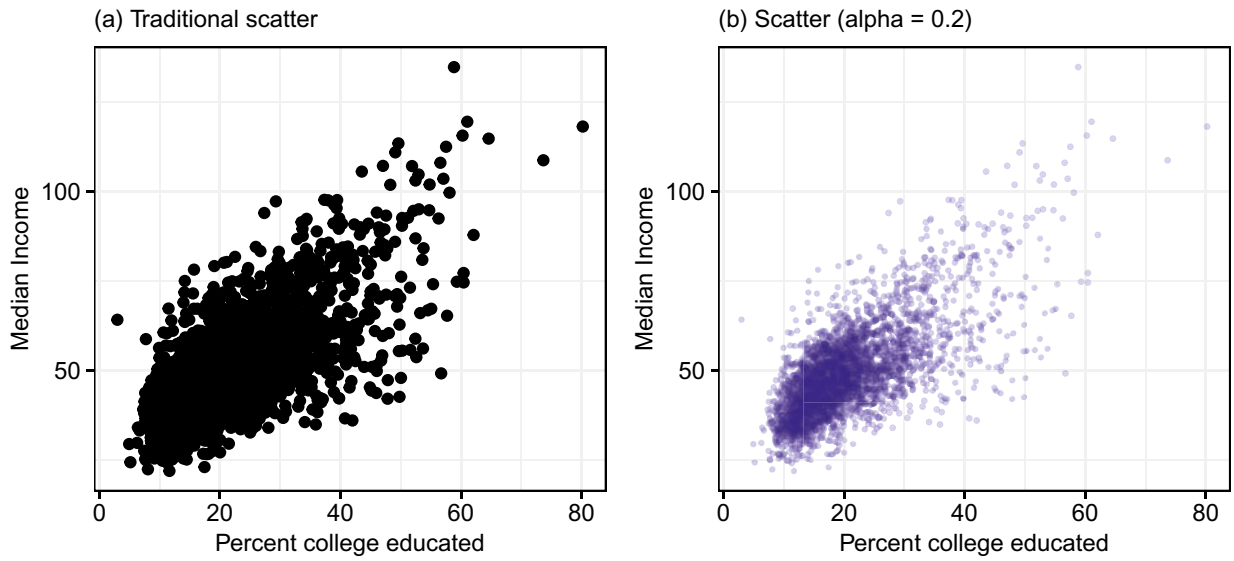 (a) Traditional scatter
Median Income
100
50
0 20 40 60 80
Percent college educated
(b) Scatter (alpha = 0.2)
Median Income
100
50
0 20 40 60 80
Percent college educated